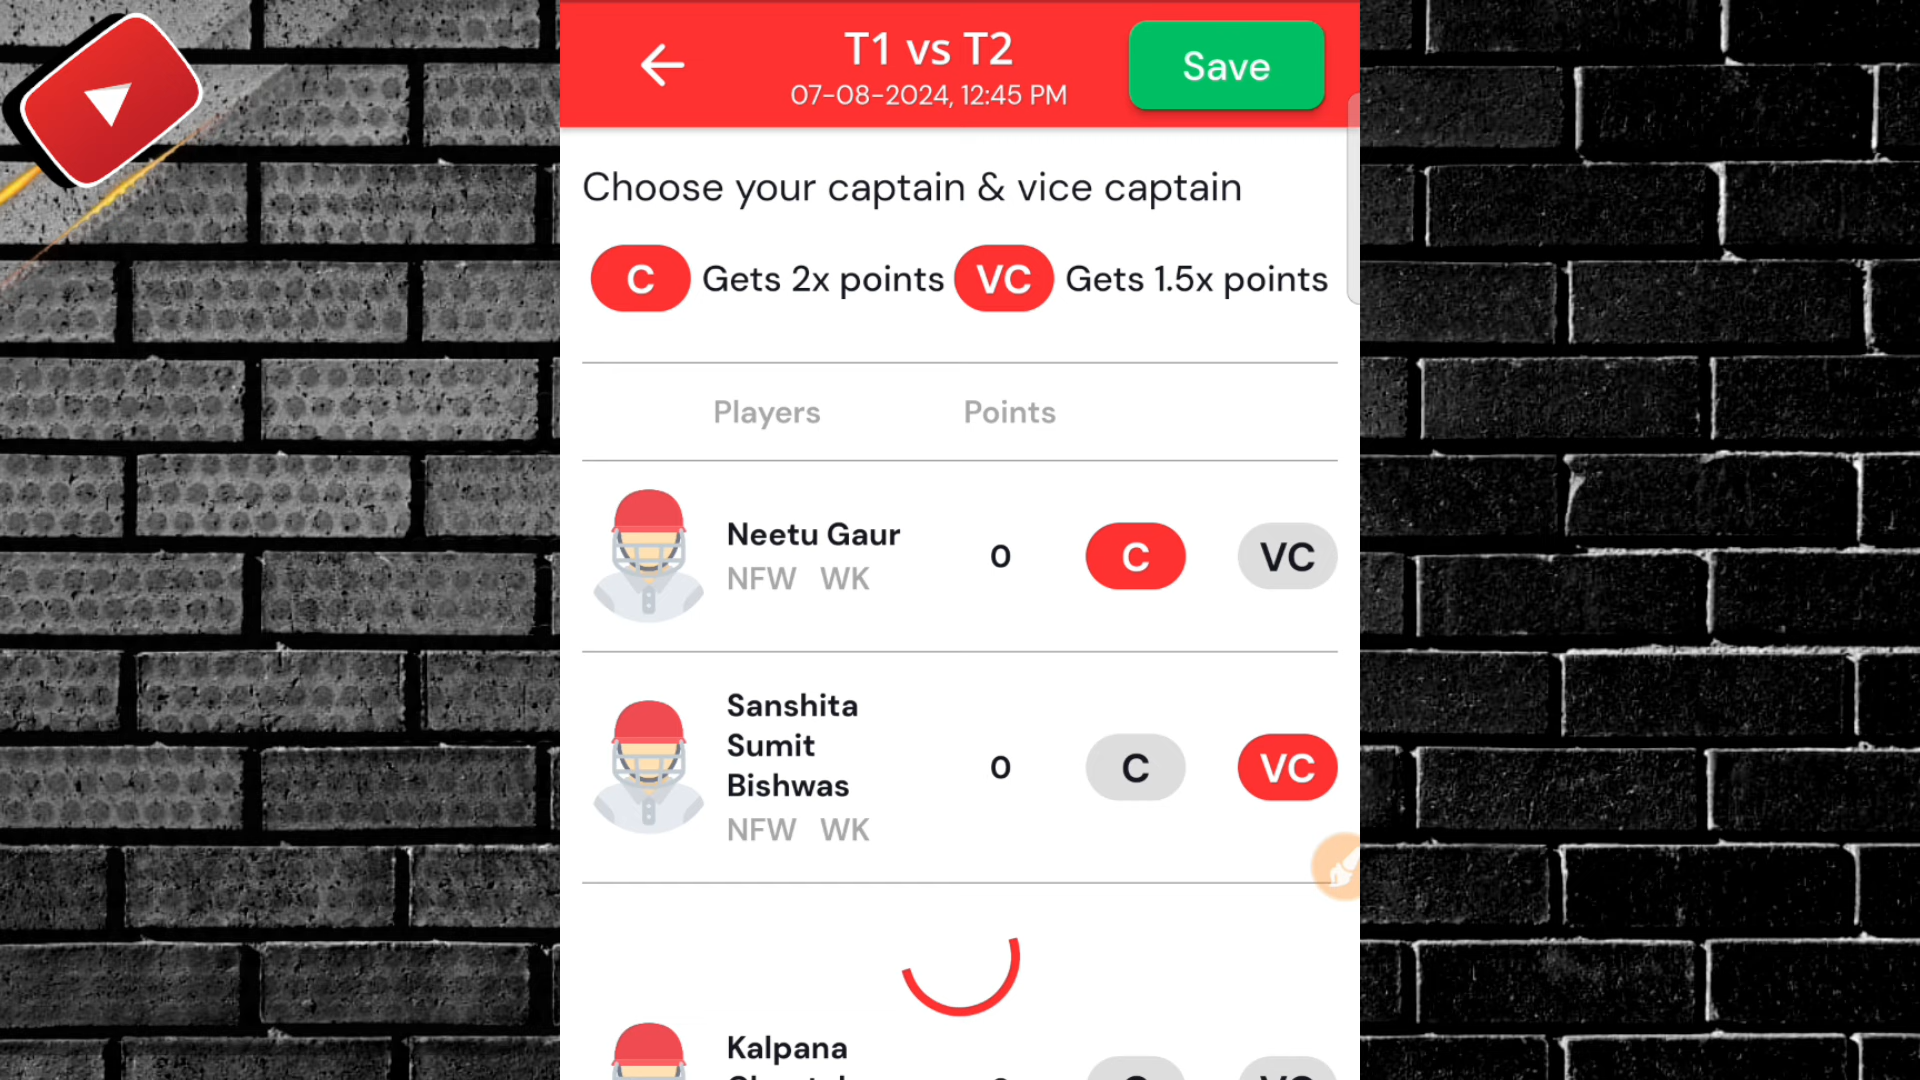 T1 vs T2
07-08-2024, 12:45 PM
Save
Choose your captain & vice captain
C Gets 2x points VC Gets 1.5x points
Players Points
Neetu Gaur
NFW WK
0
C
VC
Sanshita
Sumit
Bishwas
NFW WK
0
C
VC
Kalpana